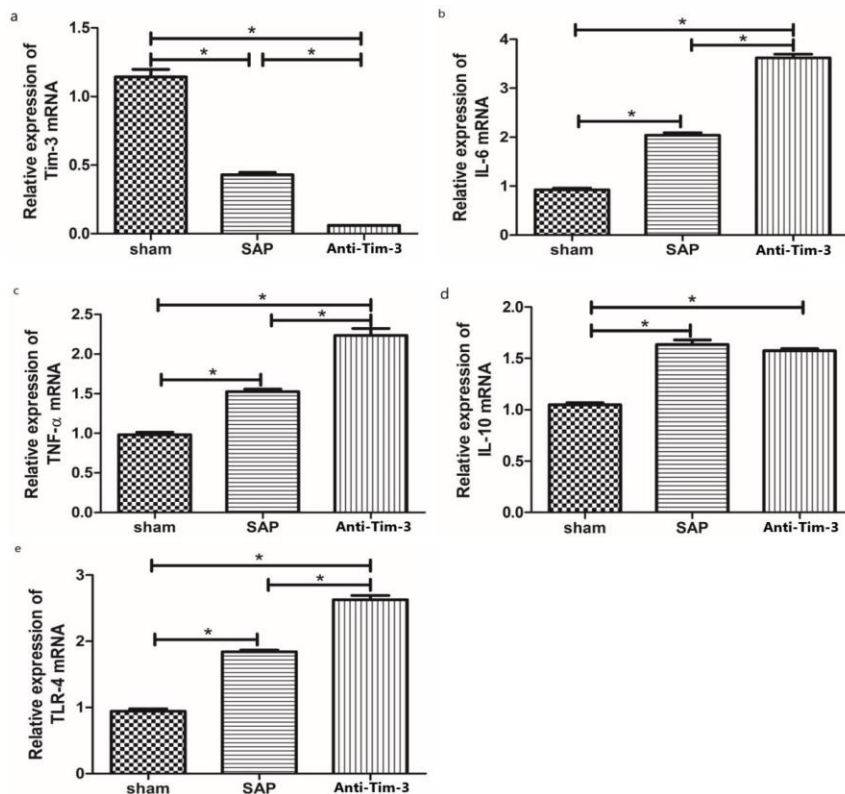 a
Relative expression of
Tim-3 mRNA
1.5
1.0
0.5
0.0
*
*
*
sham
SAP
Anti-Tim-3
b
Relative expression of
IL-6 mRNA
4
3
2
1
0
*
*
*
sham
SAP
Anti-Tim-3
c
Relative expression of
TNF-α mRNA
2.5
2.0
1.5
1.0
0.5
0.0
*
*
*
sham
SAP
Anti-Tim-3
d
Relative expression of
IL-10 mRNA
2.0
1.5
1.0
0.5
0.0
*
*
sham
SAP
Anti-Tim-3
e
Relative expression of
TLR-4 mRNA
3
2
1
0
*
*
*
sham
SAP
Anti-Tim-3